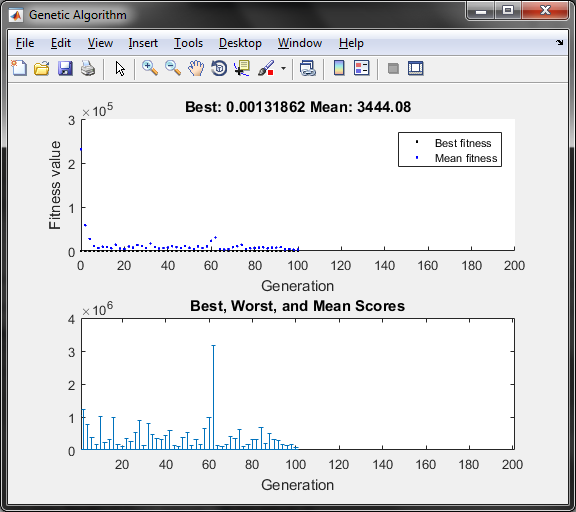 Genetic Algorithm
File Edit View Insert Tools Desktop Window Help
Best: 0.00131862 Mean: 3444.08
×10^5
3
2
1
0
Fitness value
Best fitness
Mean fitness
0 20 40 60 80 100 120 140 160 180 200
Generation
Best, Worst, and Mean Scores
×10^6
4
3
2
1
0
20 40 60 80 100 120 140 160 180 200
Generation